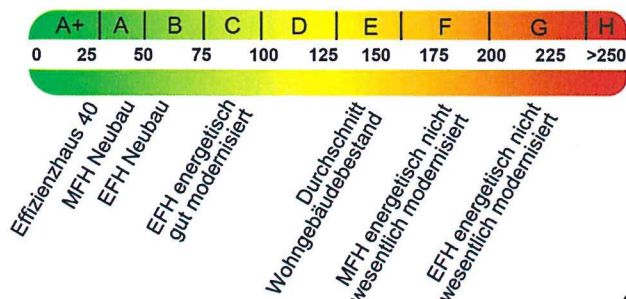 A+ A B C D E F G H
0 25 50 75 100 125 150 175 200 225 >250
Effizienzhaus 40
MFH Neubau
EFH Neubau
EFH energetisch
gut modernisiert
Durchschnitt
Wohngebäudebestand
MFH energetisch nicht
wesentlich modernisiert
EFH energetisch nicht
wesentlich modernisiert